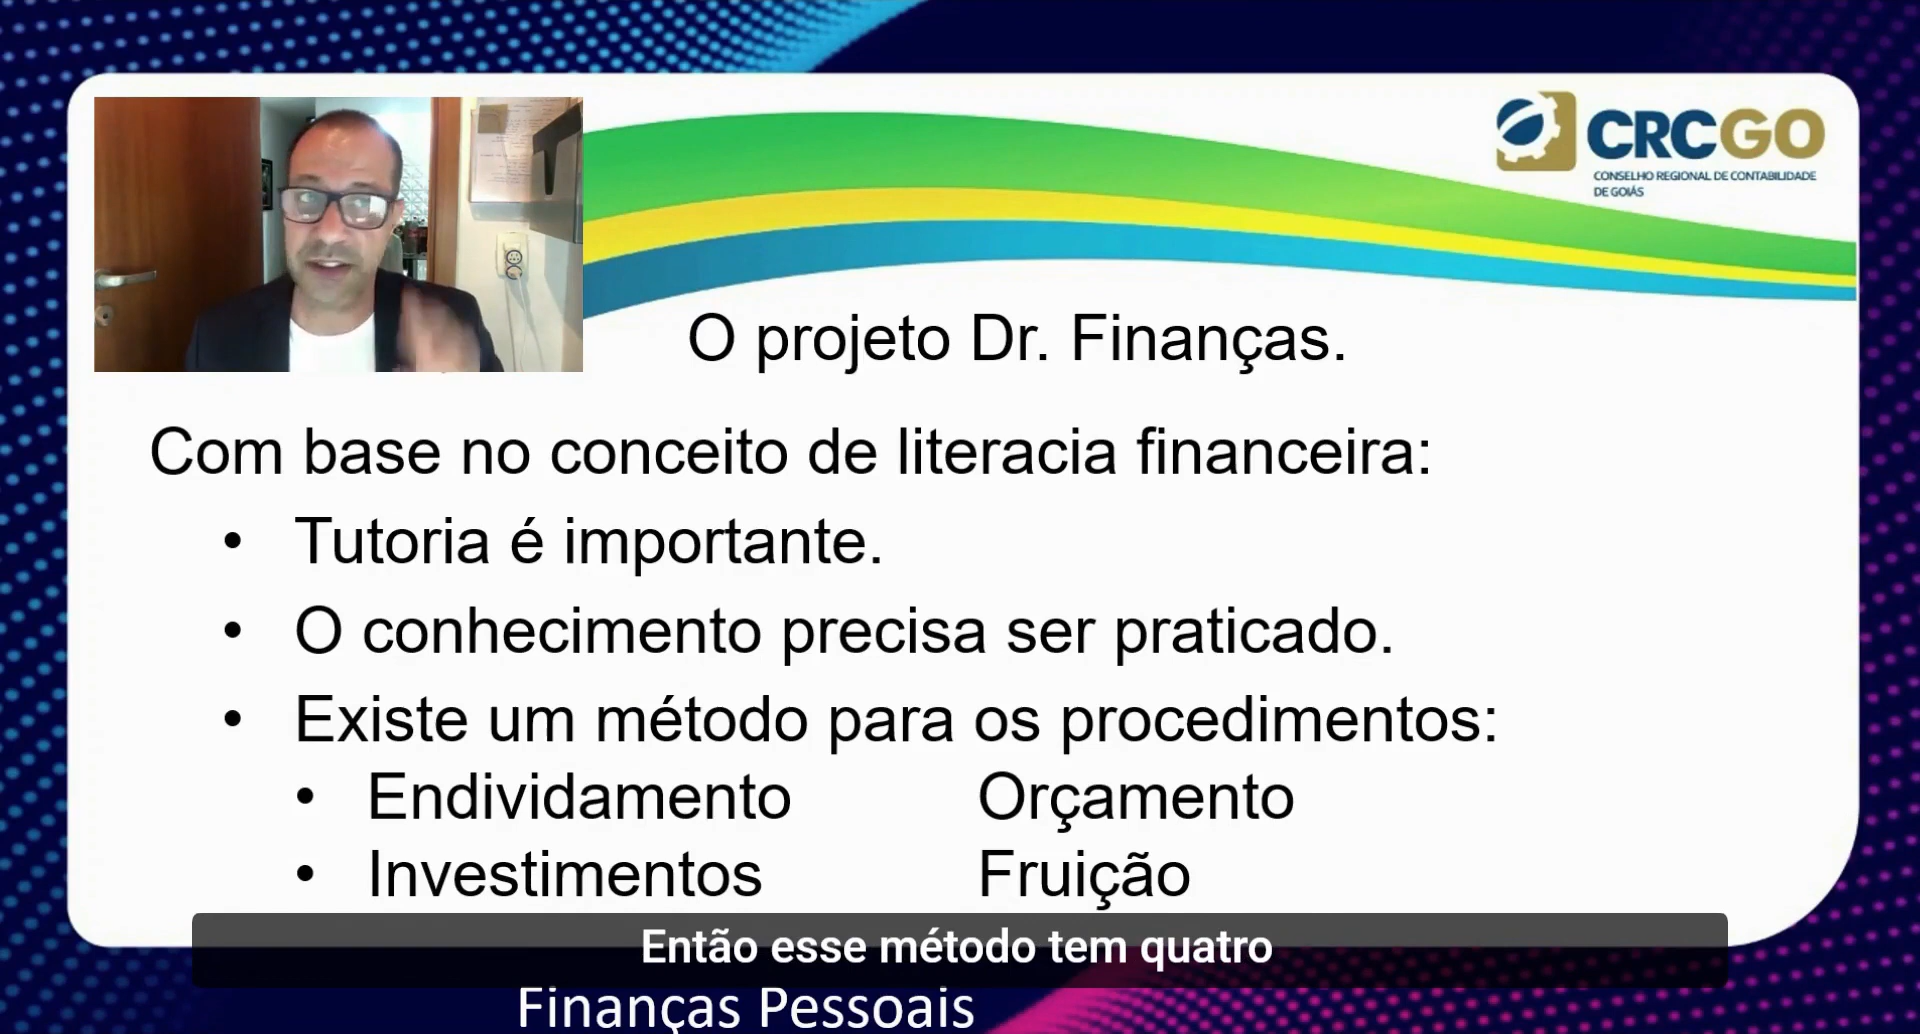 CRCGO
CONSELHO REGIONAL DE CONTABILIDADE
DE GOIÁS
O projeto Dr. Finanças.
Com base no conceito de literacia financeira:
• Tutoria é importante.
• O conhecimento precisa ser praticado.
• Existe um método para os procedimentos:
• Endividamento Orçamento
• Investimentos Fruição
Então esse método tem quatro
Finanças Pessoais